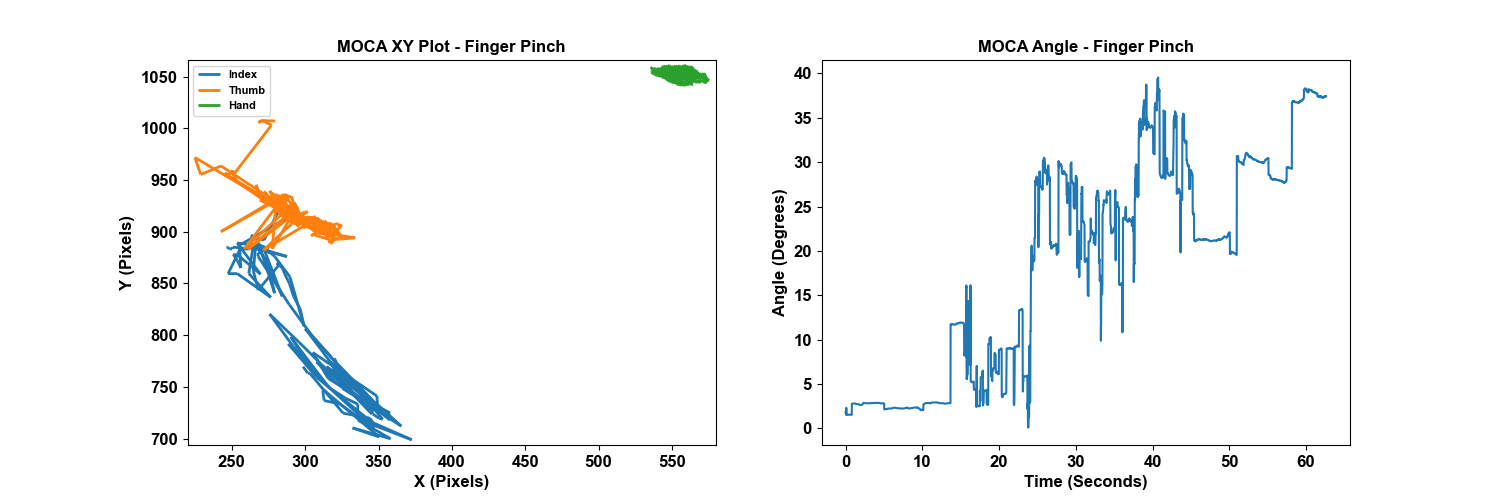 MOCA XY Plot - Finger Pinch
Index
Thumb
Hand
1050
1000
950
900
850
800
750
700
Y (Pixels)
250 300 350 400 450 500 550
X (Pixels)
MOCA Angle - Finger Pinch
40
35
30
25
20
15
10
5
0
Angle (Degrees)
0 10 20 30 40 50 60
Time (Seconds)